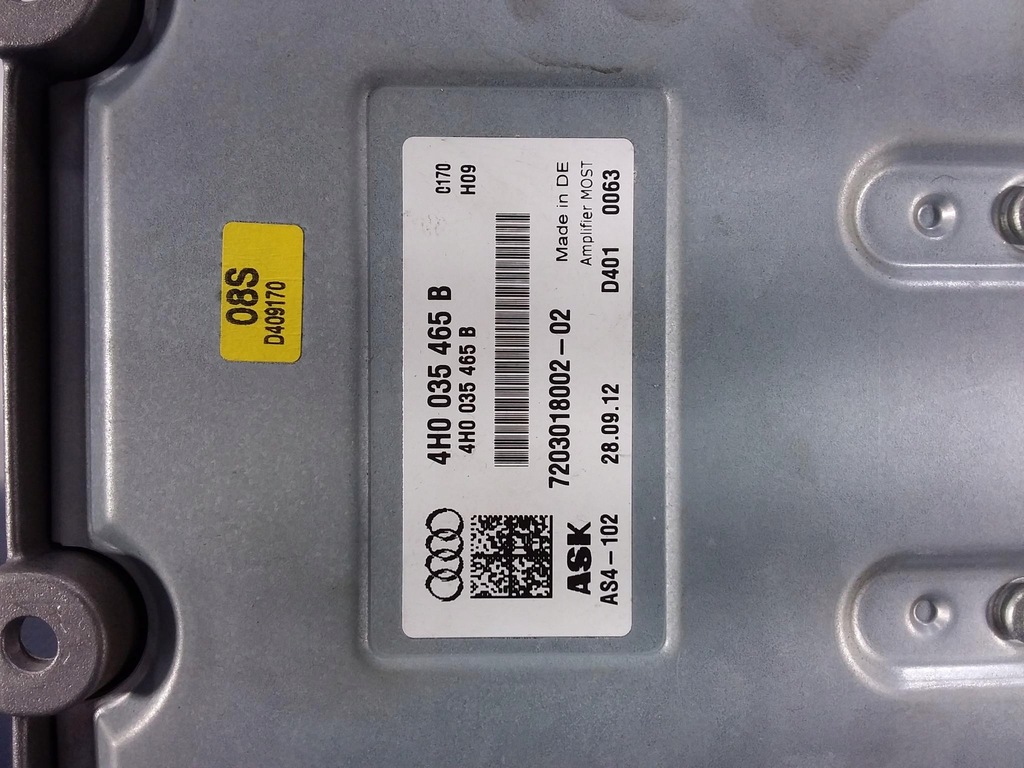 08S
D409170
4H0 035 465 B
4H0 035 465 B
C170
H09
7203018002-02
Made in DE
Amplifier MOST
ASK
AS4-102
28.09.12
D401
0063